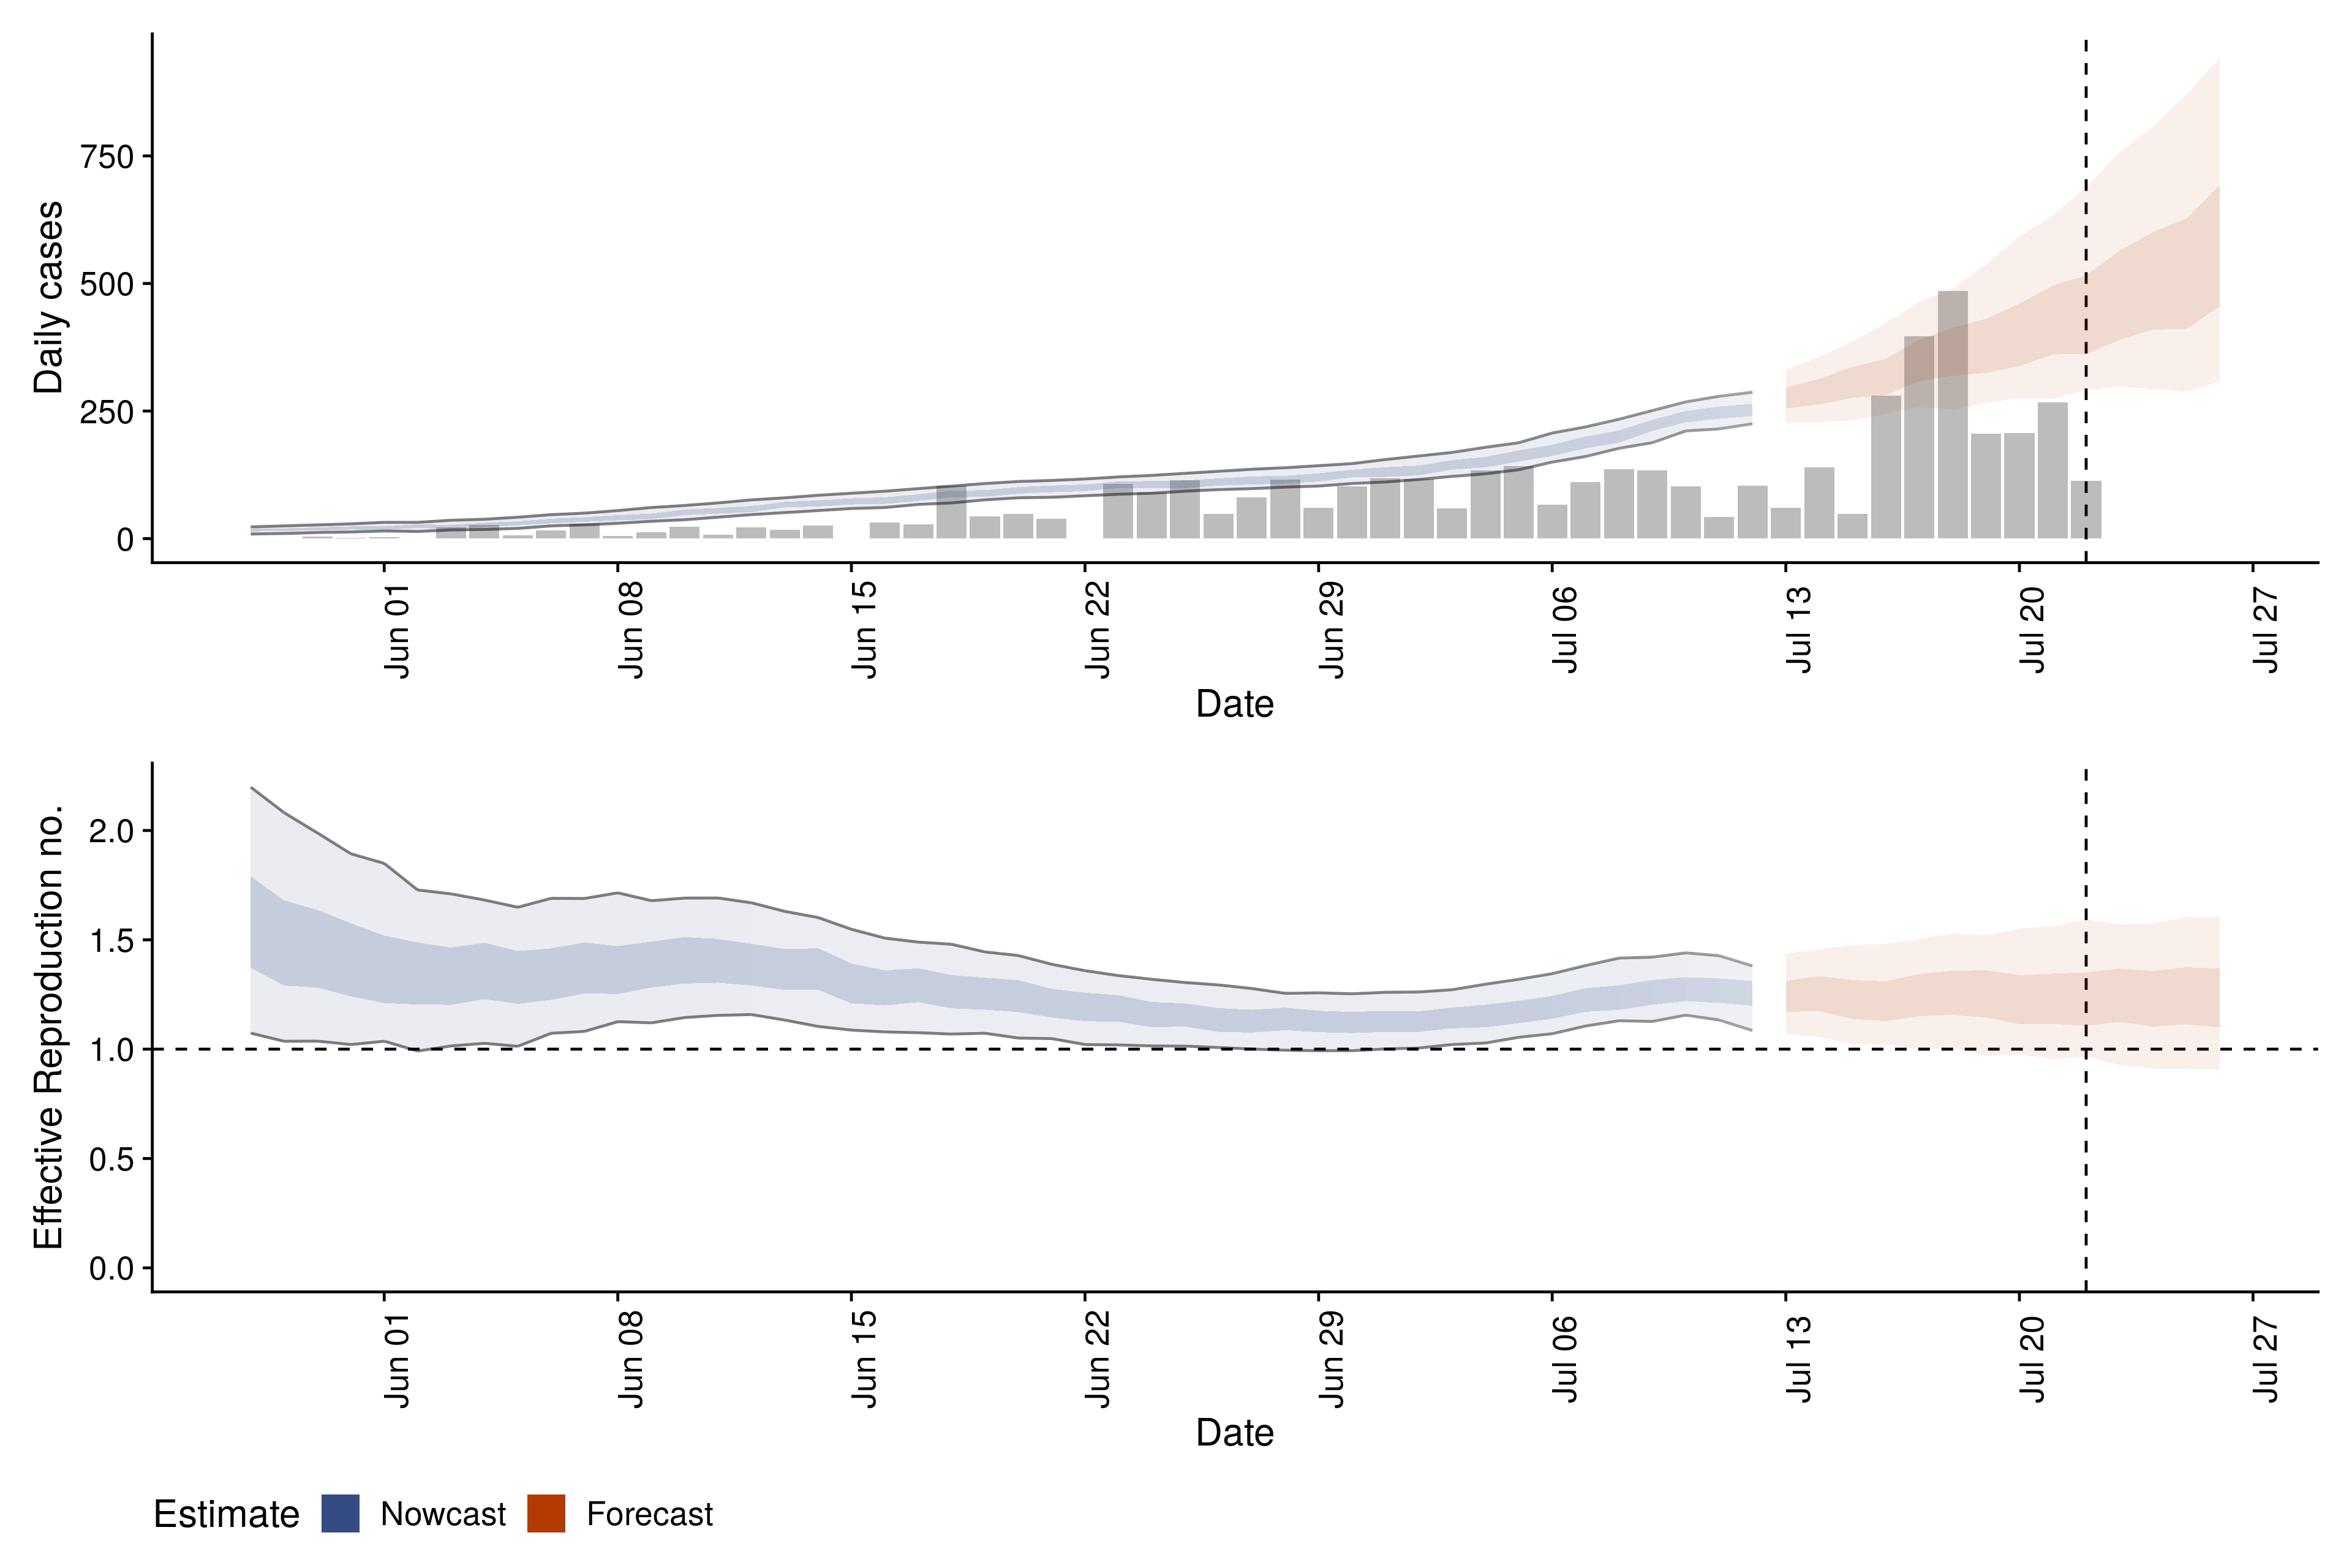 Daily cases
750
500
250
0
Jun 01
Jun 08
Jun 15
Jun 22
Jun 29
Jul 06
Jul 13
Jul 20
Jul 27
Date
Effective Reproduction no.
2.0
1.5
1.0
0.5
0.0
Jun 01
Jun 08
Jun 15
Jun 22
Jun 29
Jul 06
Jul 13
Jul 20
Jul 27
Date
Estimate Nowcast Forecast